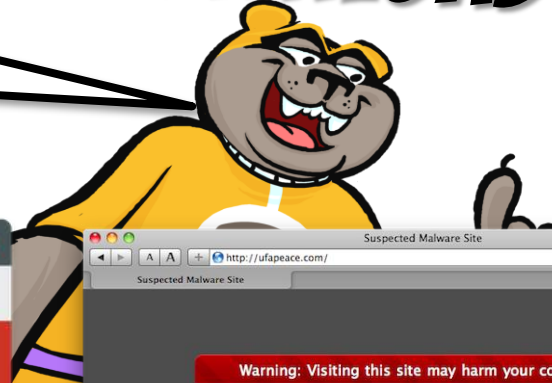 Suspected Malware Site
A A + http://ufapeace.com/
Suspected Malware Site
Warning: Visiting this site may harm your